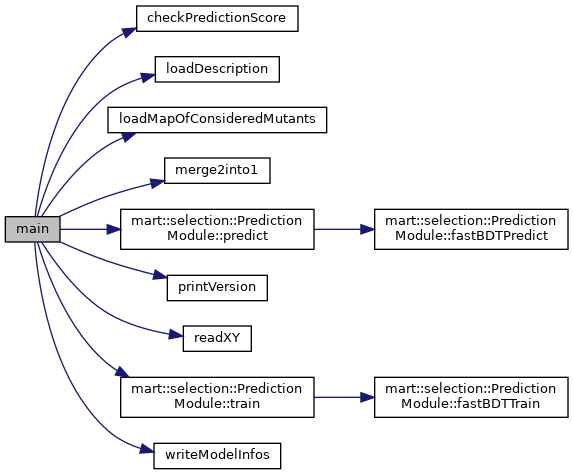 checkPredictionScore
loadDescription
loadMapOfConsideredMutants
merge2into1
main
mart::selection::Prediction
Module::predict
mart::selection::Prediction
Module::fastBDTPredict
printVersion
readXY
mart::selection::Prediction
Module::train
mart::selection::Prediction
Module::fastBDTTrain
writeModelInfos